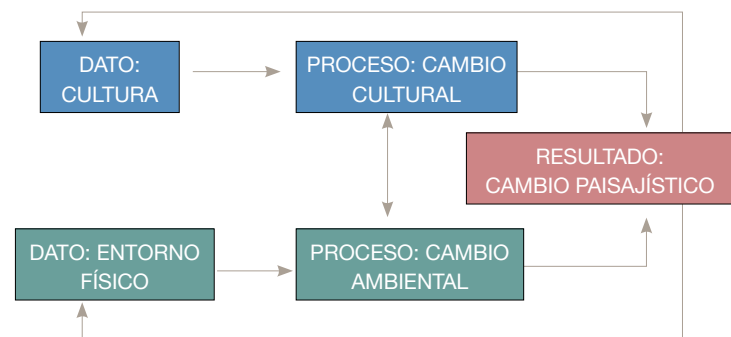 DATO:
CULTURA
PROCESO: CAMBIO
CULTURAL
RESULTADO:
CAMBIO PAISAJÍSTICO
DATO: ENTORNO
FÍSICO
PROCESO: CAMBIO
AMBIENTAL